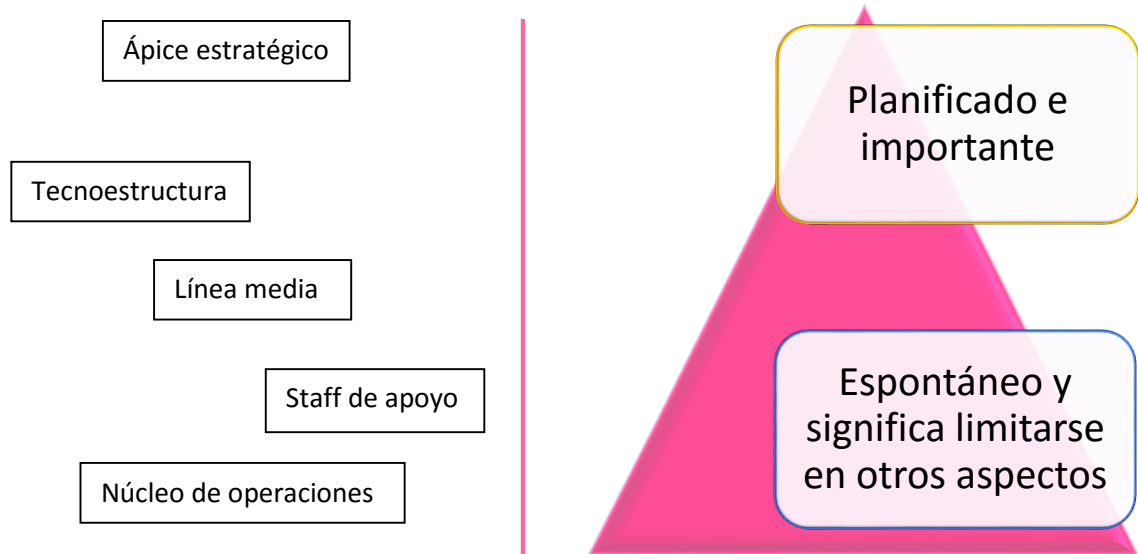 Ápice estratégico
Tecnoestructura
Línea media
Staff de apoyo
Núcleo de operaciones
Planificado e
importante
Espontáneo y
significa limitarse
en otros aspectos